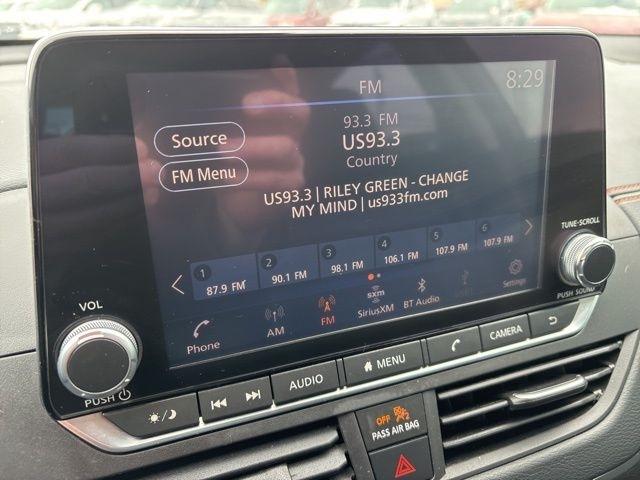 FM
8:29
93.3 FM
US93.3
Country
Source
FM Menu
US93.3 | RILEY GREEN - CHANGE
MY MIND | us933fm.com
1
87.9 FM
2
90.1 FM
3
98.1 FM
4
106.1 FM
5
107.9 FM
6
107.9 FM
Phone
AM
FM
sxm
SiriusXM
BT Audio
Settings
VOL
PUSH
TUNE·SCROLL
PUSH SOUND
AUDIO
MENU
CAMERA
OFF
PASS AIR BAG